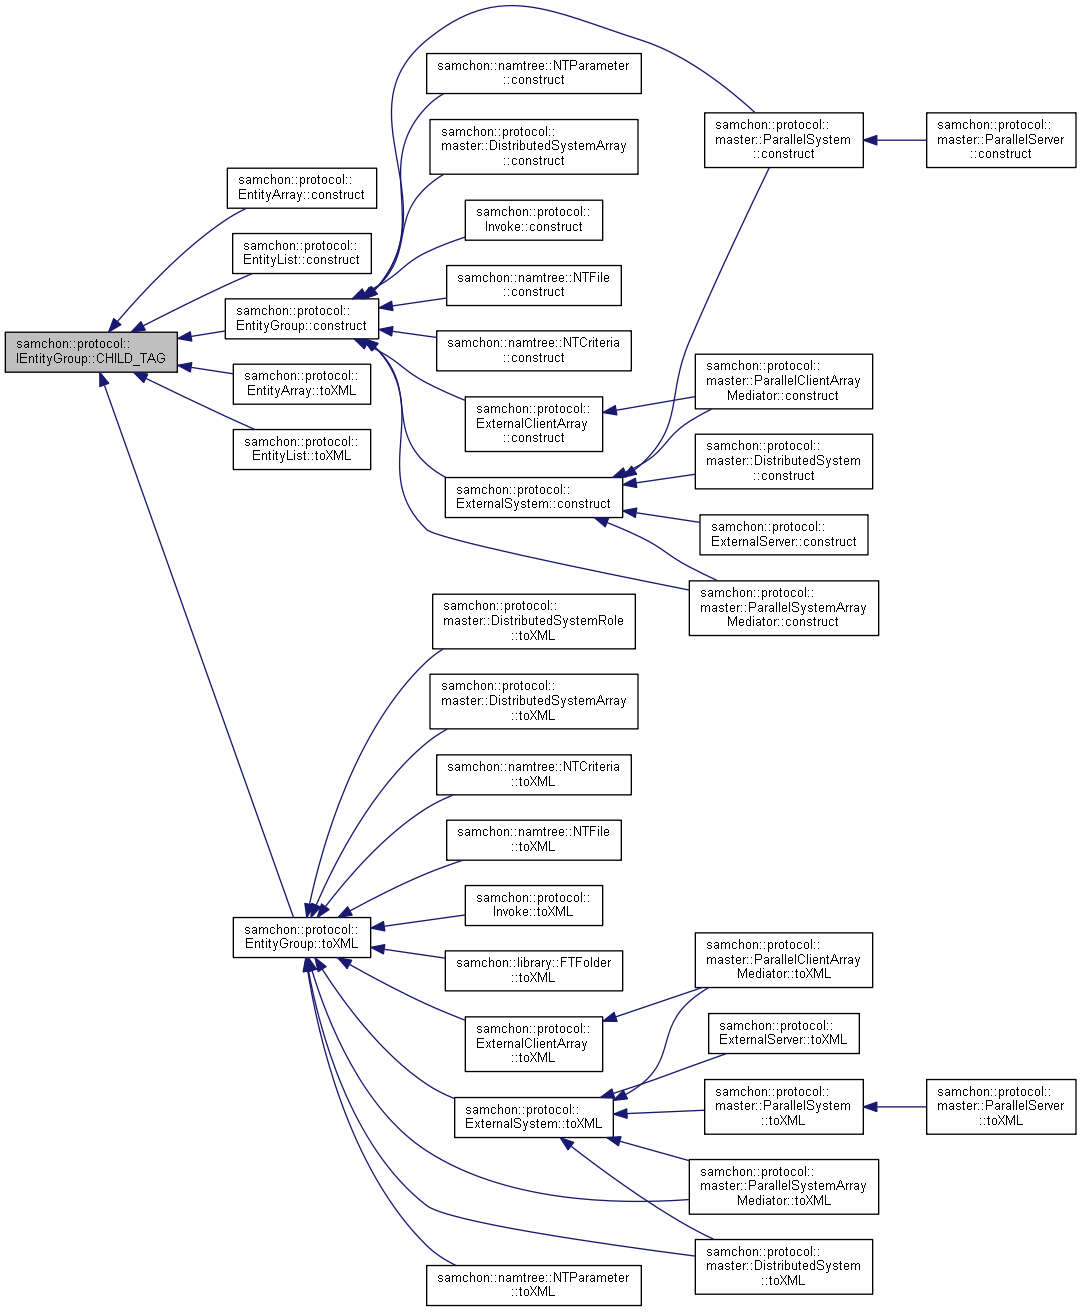 samchon::protocol::
IEntityGroup::CHILD_TAG
samchon::protocol::
EntityArray::construct
samchon::protocol::
EntityList::construct
samchon::protocol::
EntityGroup::construct
samchon::protocol::
EntityArray::toXML
samchon::protocol::
EntityList::toXML
samchon::namtree::NTParameter
::construct
samchon::protocol::
master::DistributedSystemArray
::construct
samchon::protocol::
Invoke::construct
samchon::namtree::NTFile
::construct
samchon::namtree::NTCriteria
::construct
samchon::protocol::
ExternalClientArray
::construct
samchon::protocol::
ExternalSystem::construct
samchon::protocol::
master::ParallelSystem
::construct
samchon::protocol::
master::ParallelServer
::construct
samchon::protocol::
master::ParallelClientArray
Mediator::construct
samchon::protocol::
master::DistributedSystem
::construct
samchon::protocol::
ExternalServer::construct
samchon::protocol::
master::ParallelSystemArray
Mediator::construct
samchon::protocol::
EntityGroup::toXML
samchon::protocol::
master::DistributedSystemRole
::toXML
samchon::protocol::
master::DistributedSystemArray
::toXML
samchon::namtree::NTCriteria
::toXML
samchon::namtree::NTFile
::toXML
samchon::protocol::
Invoke::toXML
samchon::library::FTFolder
::toXML
samchon::protocol::
ExternalClientArray
::toXML
samchon::protocol::
ExternalSystem::toXML
samchon::protocol::
master::ParallelClientArray
Mediator::toXML
samchon::protocol::
ExternalServer::toXML
samchon::protocol::
master::ParallelSystem
::toXML
samchon::protocol::
master::ParallelServer
::toXML
samchon::protocol::
master::ParallelSystemArray
Mediator::toXML
samchon::protocol::
master::DistributedSystem
::toXML
samchon::namtree::NTParameter
::toXML